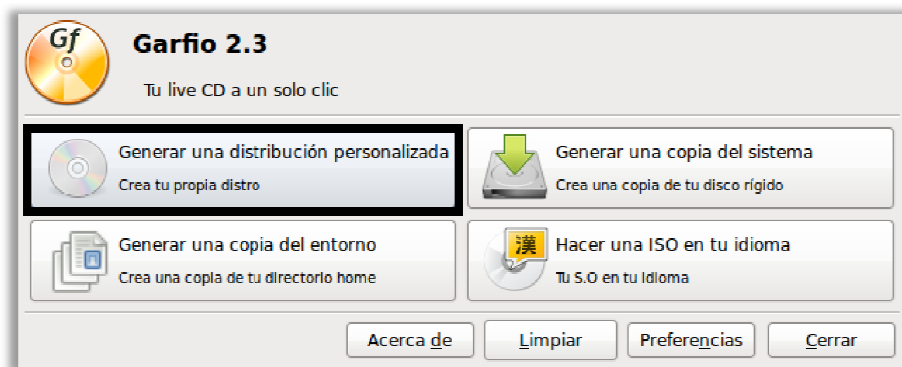 Gf
Garfio 2.3
Tu live CD a un solo clic
Generar una distribución personalizada
Crea tu propia distro
Generar una copia del sistema
Crea una copia de tu disco rígido
Generar una copia del entorno
Crea una copia de tu directorio home
漢
Hacer una ISO en tu idioma
Tu S.O en tu idioma
Acerca de
Limpiar
Preferencias
Cerrar